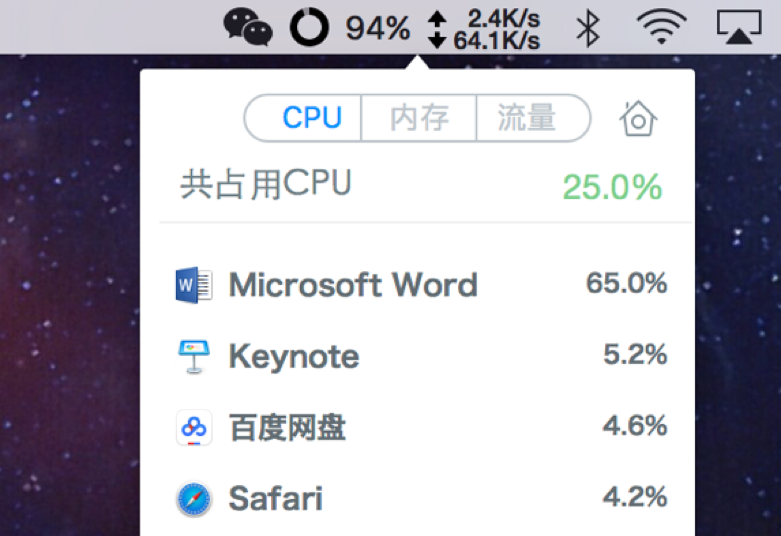 94%
2.4K/s
64.1K/s
CPU 内存 流量
共占用CPU 25.0%
W Microsoft Word 65.0%
Keynote 5.2%
百度网盘 4.6%
Safari 4.2%